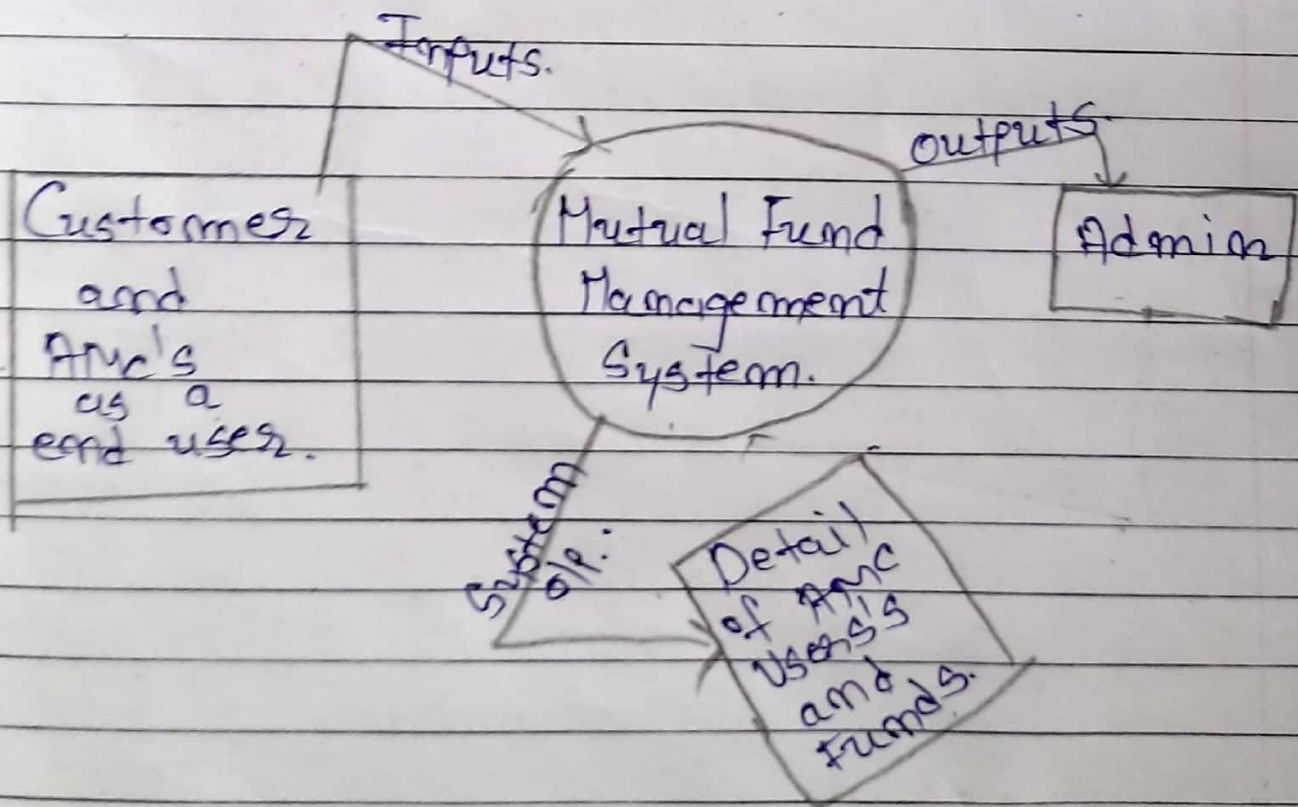 Inputs.
outputs
Customer
and
AMC's
as a
end user.
Mutual Fund
Management
System.
Admin
System
o/p.
Detail
of AMC
Users's
and
Funds.